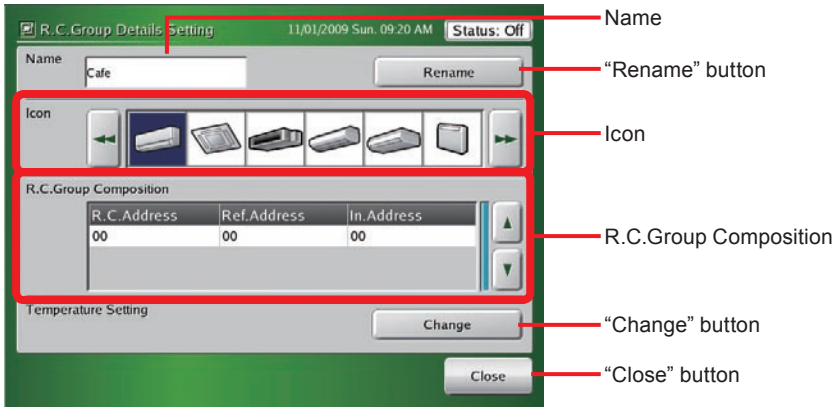 R.C.Group Details Setting 11/01/2009 Sun. 09:20 AM Status: Off
Name
Name
Cafe
Rename
“Rename” button
Icon
Icon
R.C.Group Composition
R.C.Address Ref.Address In.Address
00 00 00
R.C.Group Composition
Temperature Setting
Change
“Change” button
Close
“Close” button